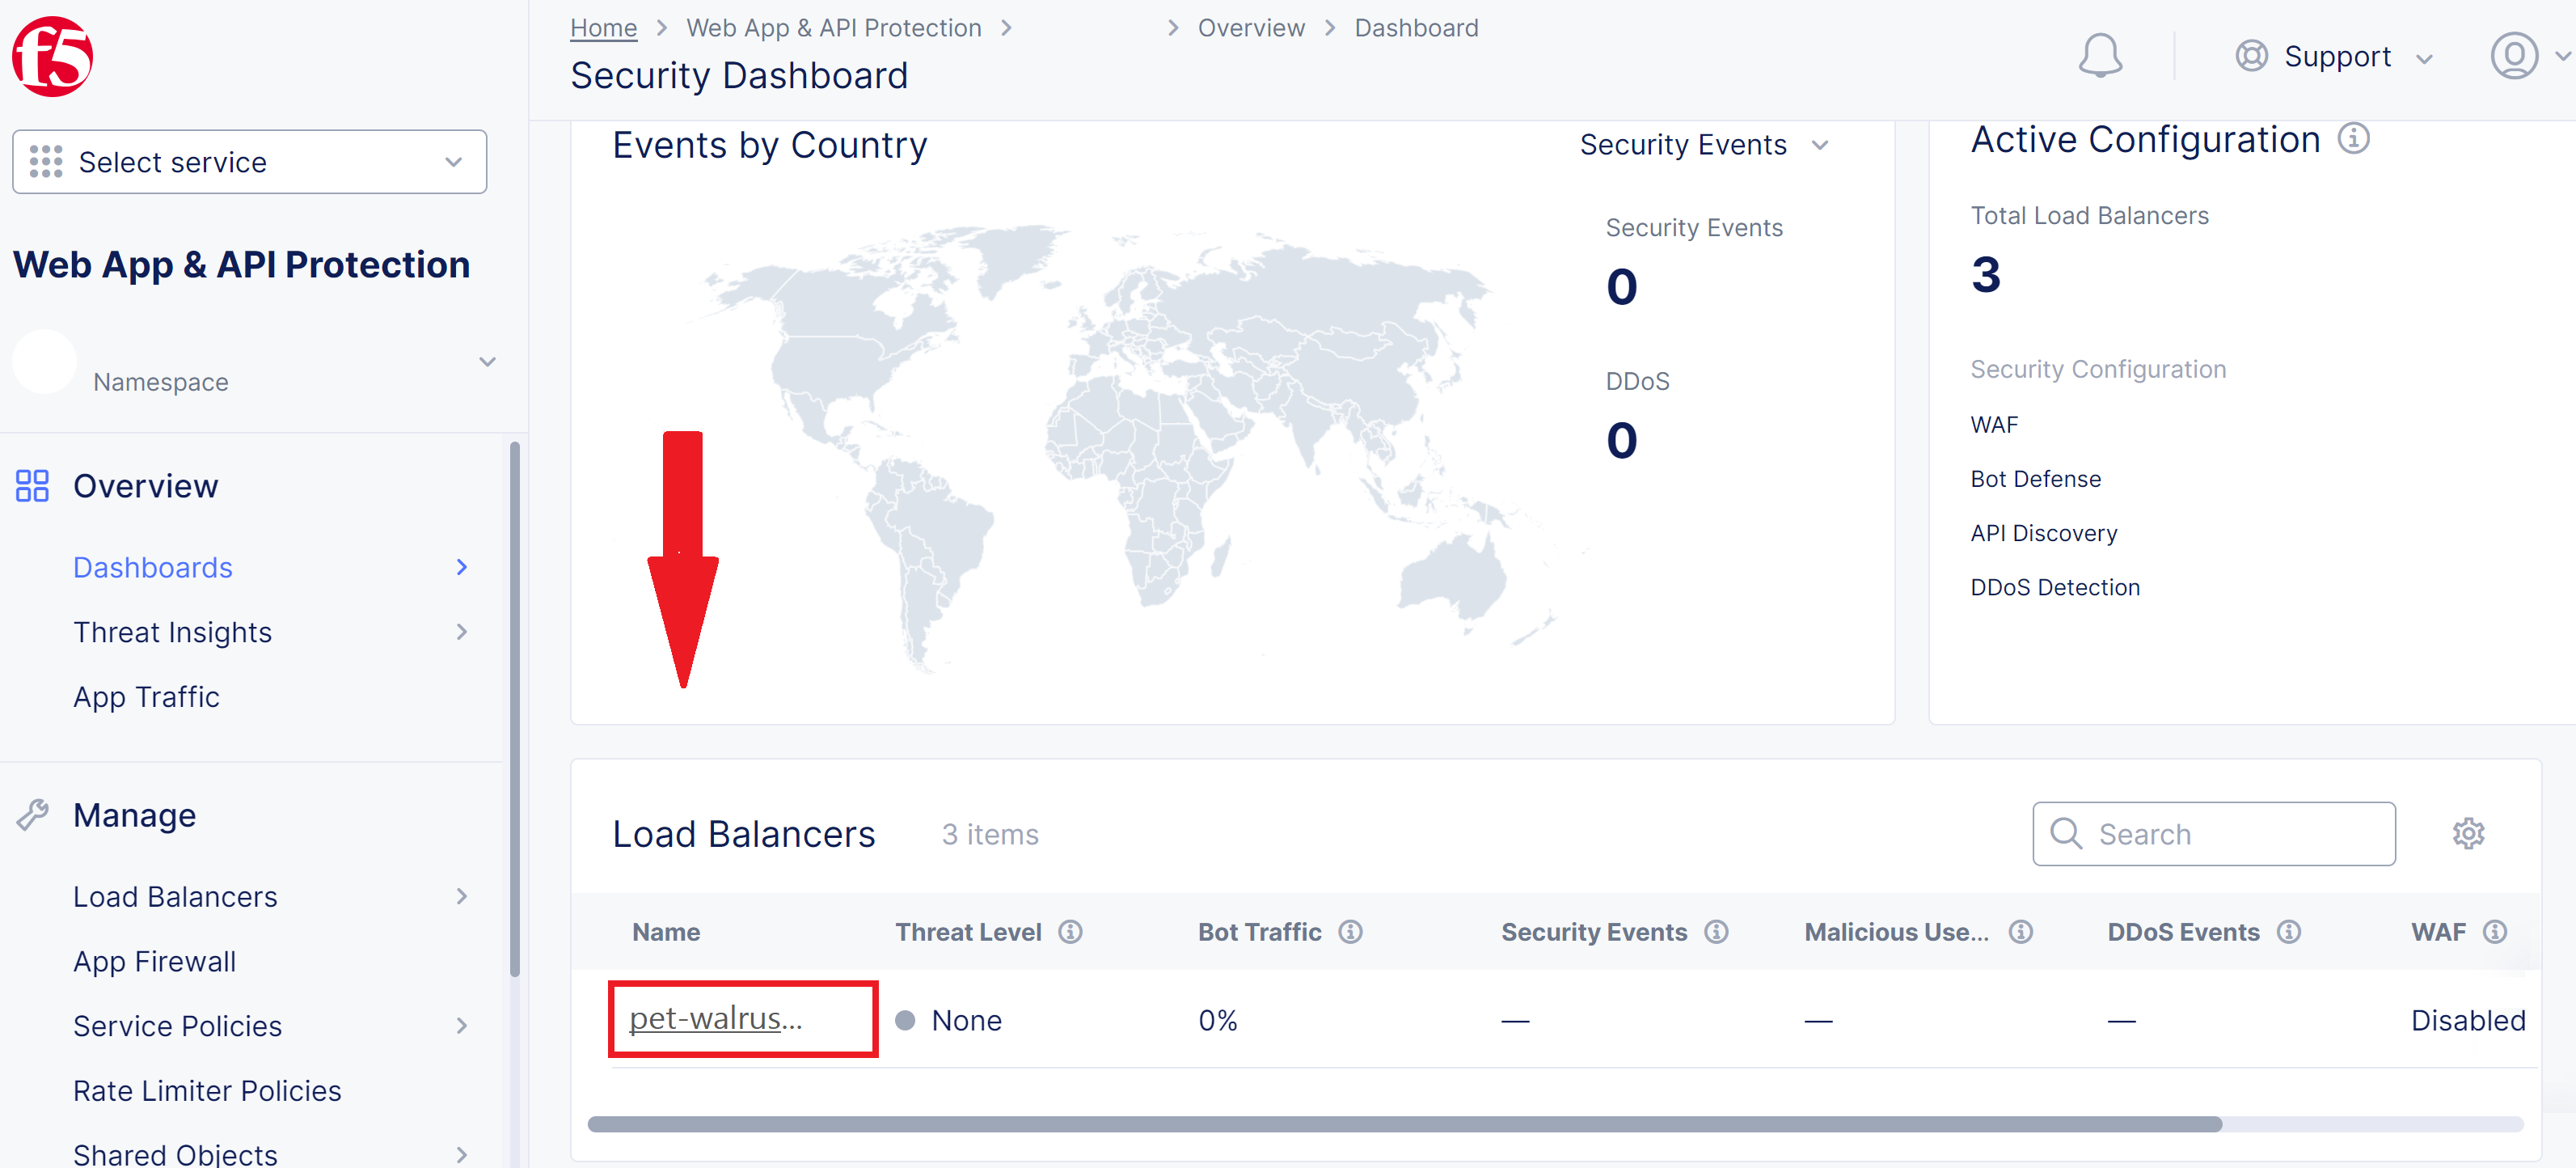 f5
Select service
Web App & API Protection
Namespace
Overview
Dashboards
Threat Insights
App Traffic
Manage
Load Balancers
App Firewall
Service Policies
Rate Limiter Policies
Shared Objects
Home > Web App & API Protection > > Overview > Dashboard
Security Dashboard
Support
Events by Country
Security Events
Security Events
0
DDoS
0
Active Configuration
Total Load Balancers
3
Security Configuration
WAF
Bot Defense
API Discovery
DDoS Detection
Load Balancers 3 items
Search
Name Threat Level Bot Traffic Security Events Malicious Use... DDoS Events WAF
pet-walrus... None 0% — — — Disabled